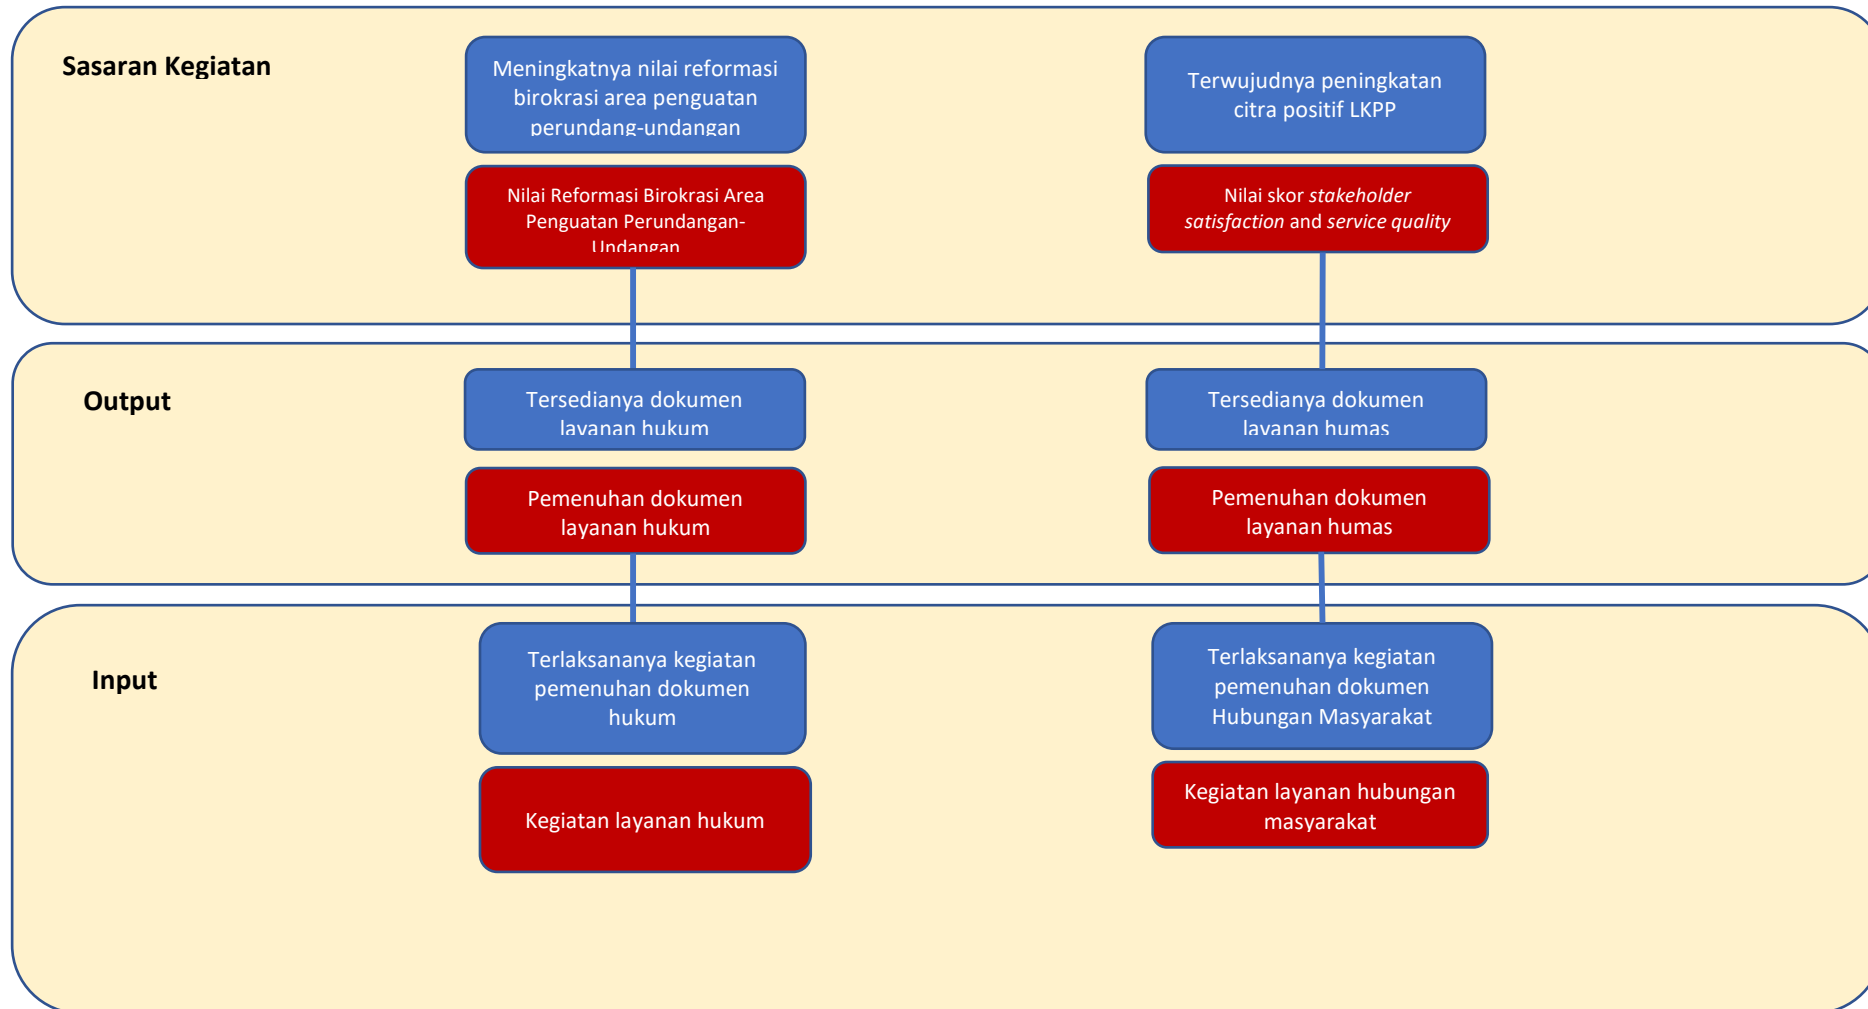 Sasaran Kegiatan
Meningkatnya nilai reformasi
birokrasi area penguatan
perundang-undangan
Terwujudnya peningkatan
citra positif LKPP
Nilai Reformasi Birokrasi Area
Penguatan Perundangan-
Undangan
Nilai skor stakeholder
satisfaction and service quality
Output
Tersedianya dokumen
layanan hukum
Tersedianya dokumen
layanan humas
Pemenuhan dokumen
layanan hukum
Pemenuhan dokumen
layanan humas
Input
Terlaksananya kegiatan
pemenuhan dokumen
hukum
Terlaksananya kegiatan
pemenuhan dokumen
Hubungan Masyarakat
Kegiatan layanan hukum
Kegiatan layanan hubungan
masyarakat